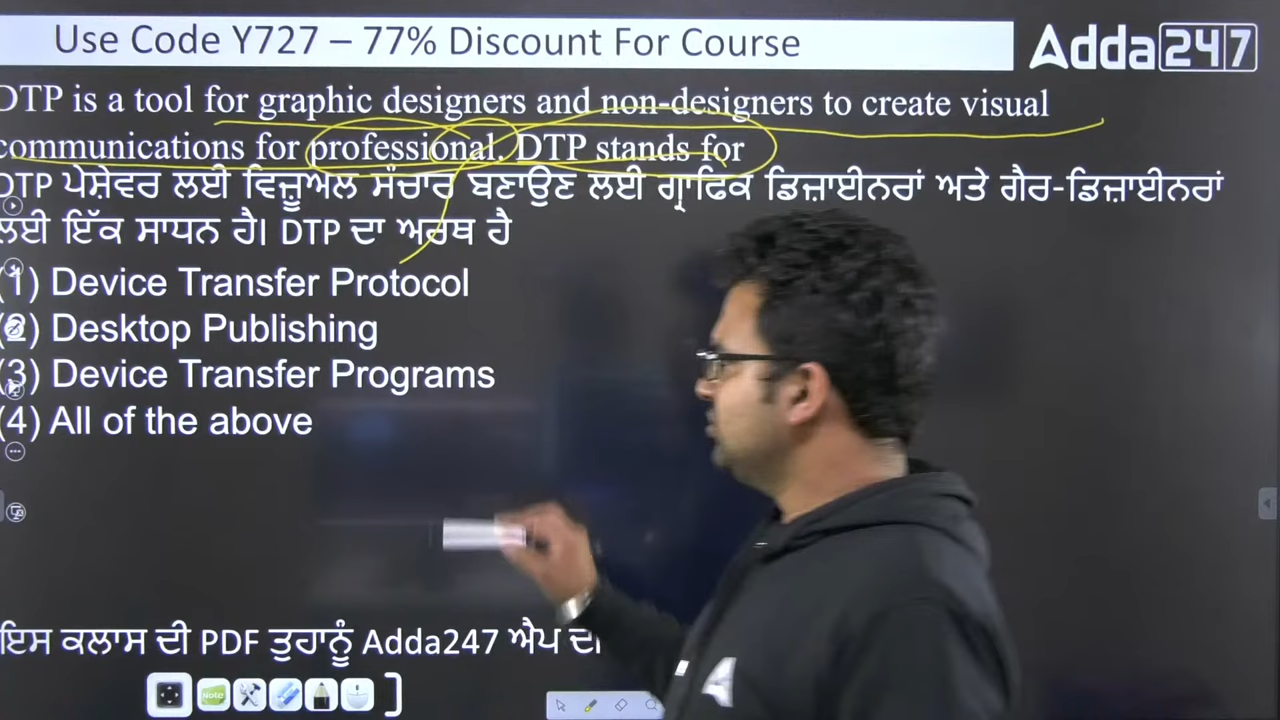 Use Code Y727 – 77% Discount For Course
Adda247
DTP is a tool for graphic designers and non-designers to create visual
communications for professional. DTP stands for
DTP ਪੇਸ਼ੇਵਰ ਲਈ ਵਿਜ਼ੂਅਲ ਸੰਚਾਰ ਬਣਾਉਣ ਲਈ ਗ੍ਰਾਫਿਕ ਡਿਜ਼ਾਈਨਰਾਂ ਅਤੇ ਗੈਰ-ਡਿਜ਼ਾਈਨਰਾਂ
ਲਈ ਇੱਕ ਸਾਧਨ ਹੈ। DTP ਦਾ ਅਰਥ ਹੈ
(1) Device Transfer Protocol
(2) Desktop Publishing
(3) Device Transfer Programs
(4) All of the above
ਇਸ ਕਲਾਸ ਦੀ PDF ਤੁਹਾਨੂੰ Adda247 ਐਪ ਦੀ
Note